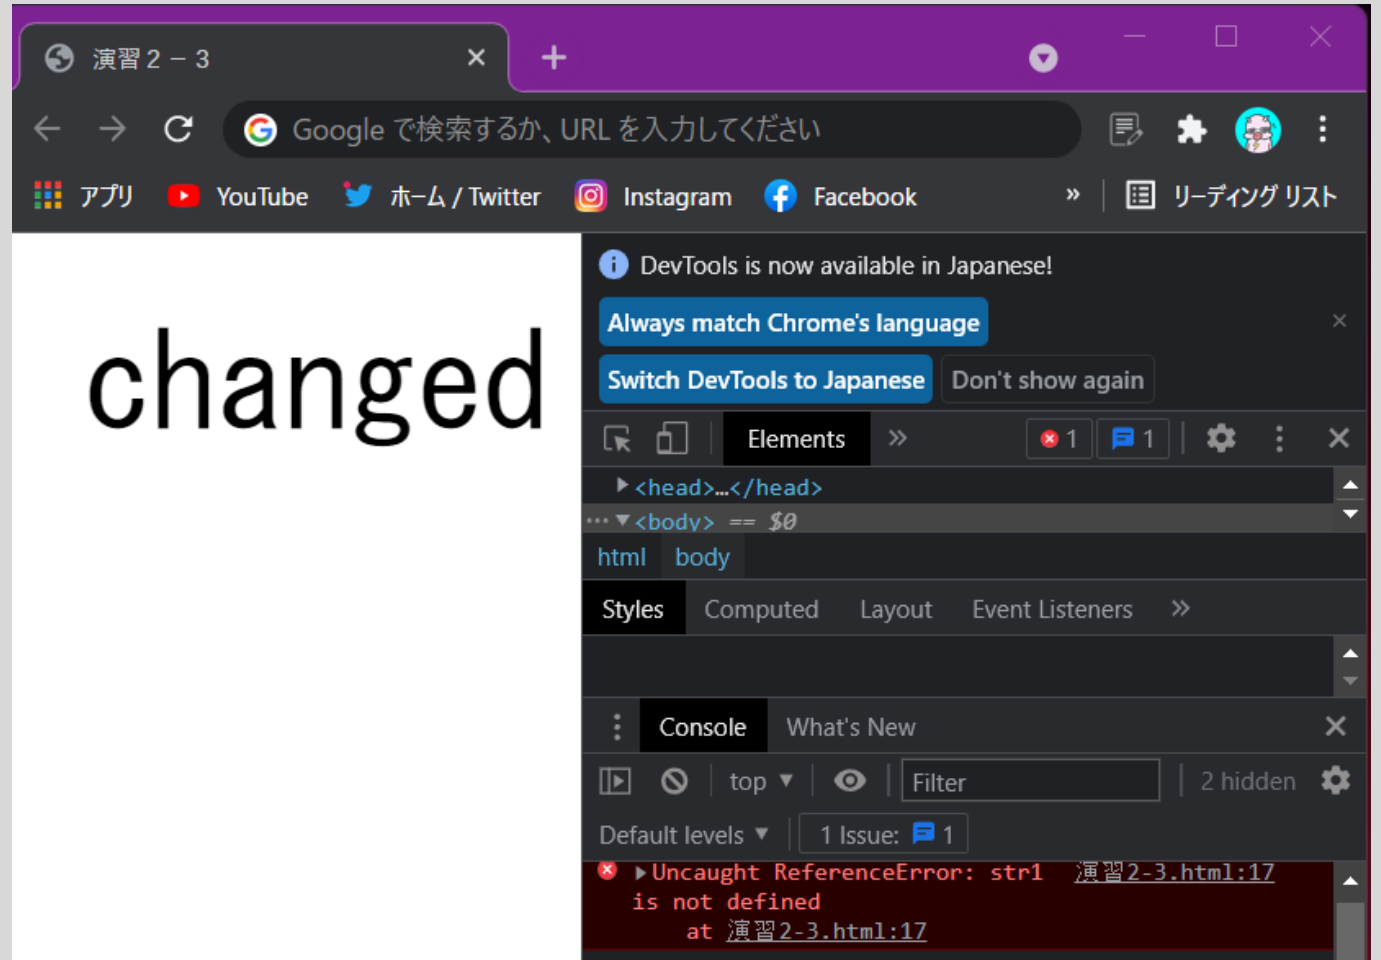 演習２－３
Google で検索するか、URL を入力してください
アプリ YouTube ホーム / Twitter Instagram Facebook » リーディング リスト
changed
DevTools is now available in Japanese!
Always match Chrome's language
Switch DevTools to Japanese Don't show again
Elements » 1 1
<head>…</head>
… <body> == $0
html body
Styles Computed Layout Event Listeners »
Console What's New
top Filter 2 hidden
Default levels 1 Issue: 1
Uncaught ReferenceError: str1 演習2-3.html:17
is not defined
at 演習2-3.html:17